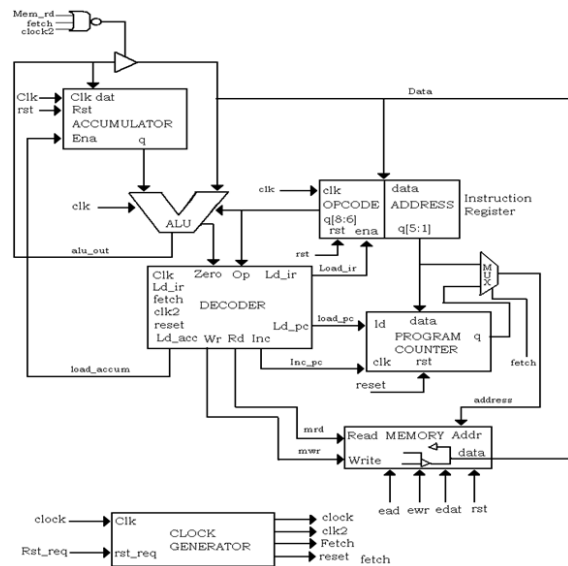 Mem_rd
fetch
clock2
Data
Clk
Clk dat
rst
Rst
ACCUMULATOR
Ena
q
clk
clk
data
OPCODE
ADDRESS
Instruction
Register
q[8:6]
q[5:1]
rst
ena
clk
ALU
alu_out
rst
Load_ir
MUX
Clk
Zero
Op
Ld_ir
Ld_ir
fetch
DECODER
clk2
reset
Ld_pc
Ld_acc
Wr
Rd
Inc
load_pc
ld
data
PROGRAM
q
COUNTER
clk
rst
Inc_pc
fetch
reset
load_accum
address
mrd
Read
MEMORY
Addr
mwr
Write
data
ead
ewr
edat
rst
clock
Clk
CLOCK
GENERATOR
Rst_req
rst_req
clock
clk2
Fetch
reset
fetch